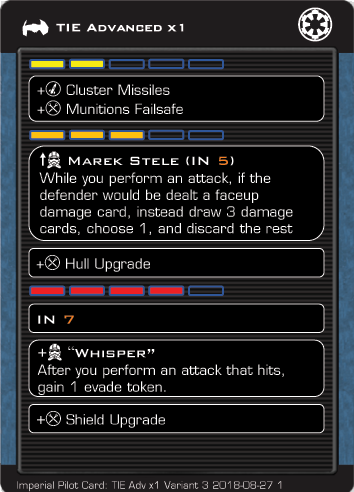 TIE Advanced x1
+ Cluster Missiles
+ Munitions Failsafe
Marek Stele (IN 5)
While you perform an attack, if the
defender would be dealt a faceup
damage card, instead draw 3 damage
cards, choose 1, and discard the rest
+ Hull Upgrade
IN 7
+ "Whisper"
After you perform an attack that hits,
gain 1 evade token.
+ Shield Upgrade
Imperial Pilot Card: TIE Adv x1 Variant 3 2018-08-27 1